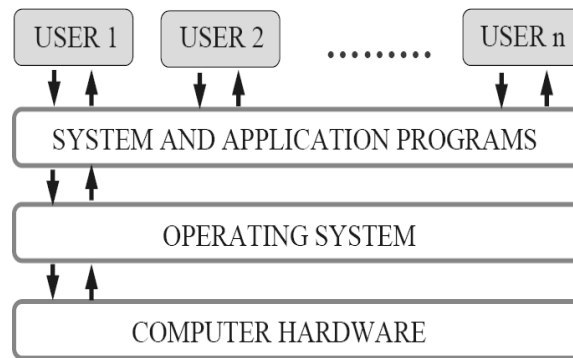 USER 1 USER 2 ......... USER n
SYSTEM AND APPLICATION PROGRAMS
OPERATING SYSTEM
COMPUTER HARDWARE